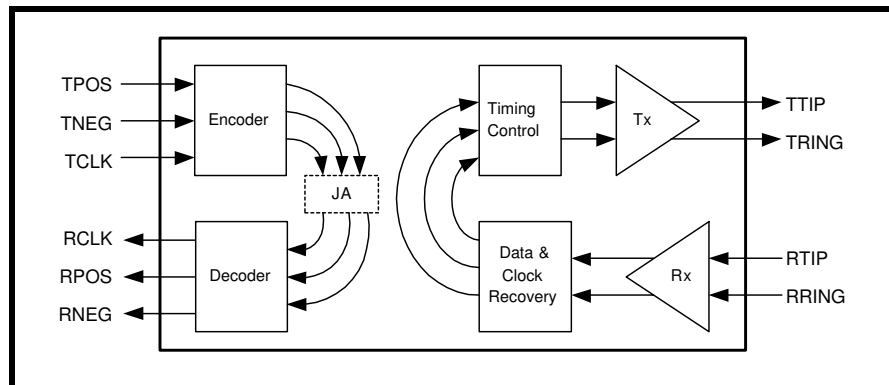 TPOS
TNEG
TCLK
Encoder
JA
RCLK
RPOS
RNEG
Decoder
Timing
Control
Tx
TTIP
TRING
Data &
Clock
Recovery
Rx
RTIP
RRING